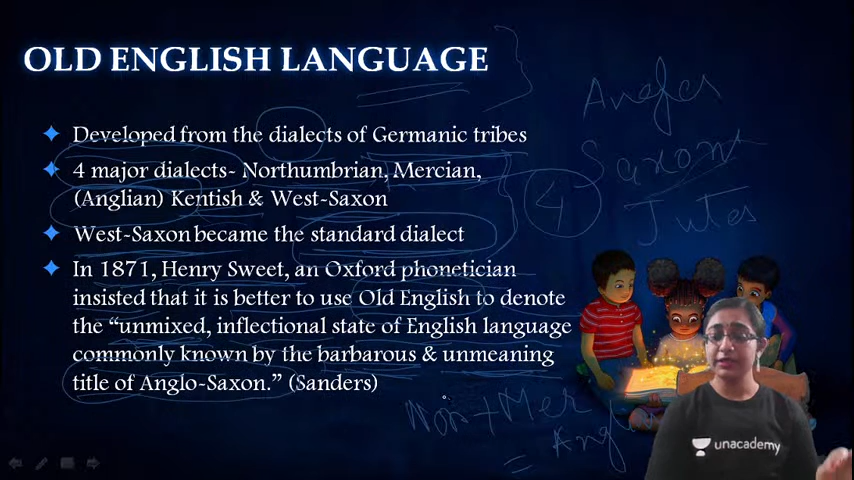 OLD ENGLISH LANGUAGE
Developed from the dialects of Germanic tribes
4 major dialects- Northumbrian, Mercian,
(Anglian) Kentish & West-Saxon
West-Saxon became the standard dialect
In 1871, Henry Sweet, an Oxford phonetician
insisted that it is better to use Old English to denote
the “unmixed, inflectional state of English language
commonly known by the barbarous & unmeaning
title of Anglo-Saxon.” (Sanders)
Angles
Saxons
4
Jutes
Nor + Mer
=
unacademy